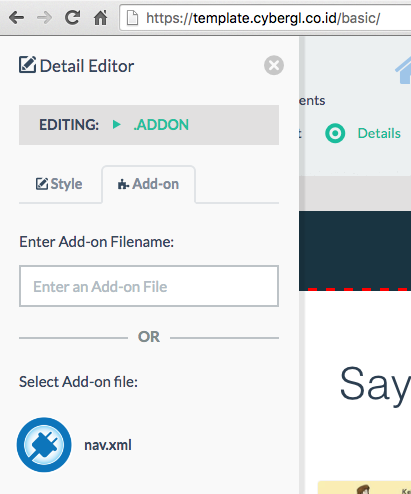 https://template.cybergl.co.id/basic/
Detail Editor
EDITING: .ADDON
ents
Details
Style
Add-on
Enter Add-on Filename:
Enter an Add-on File
OR
Select Add-on file:
nav.xml
Say